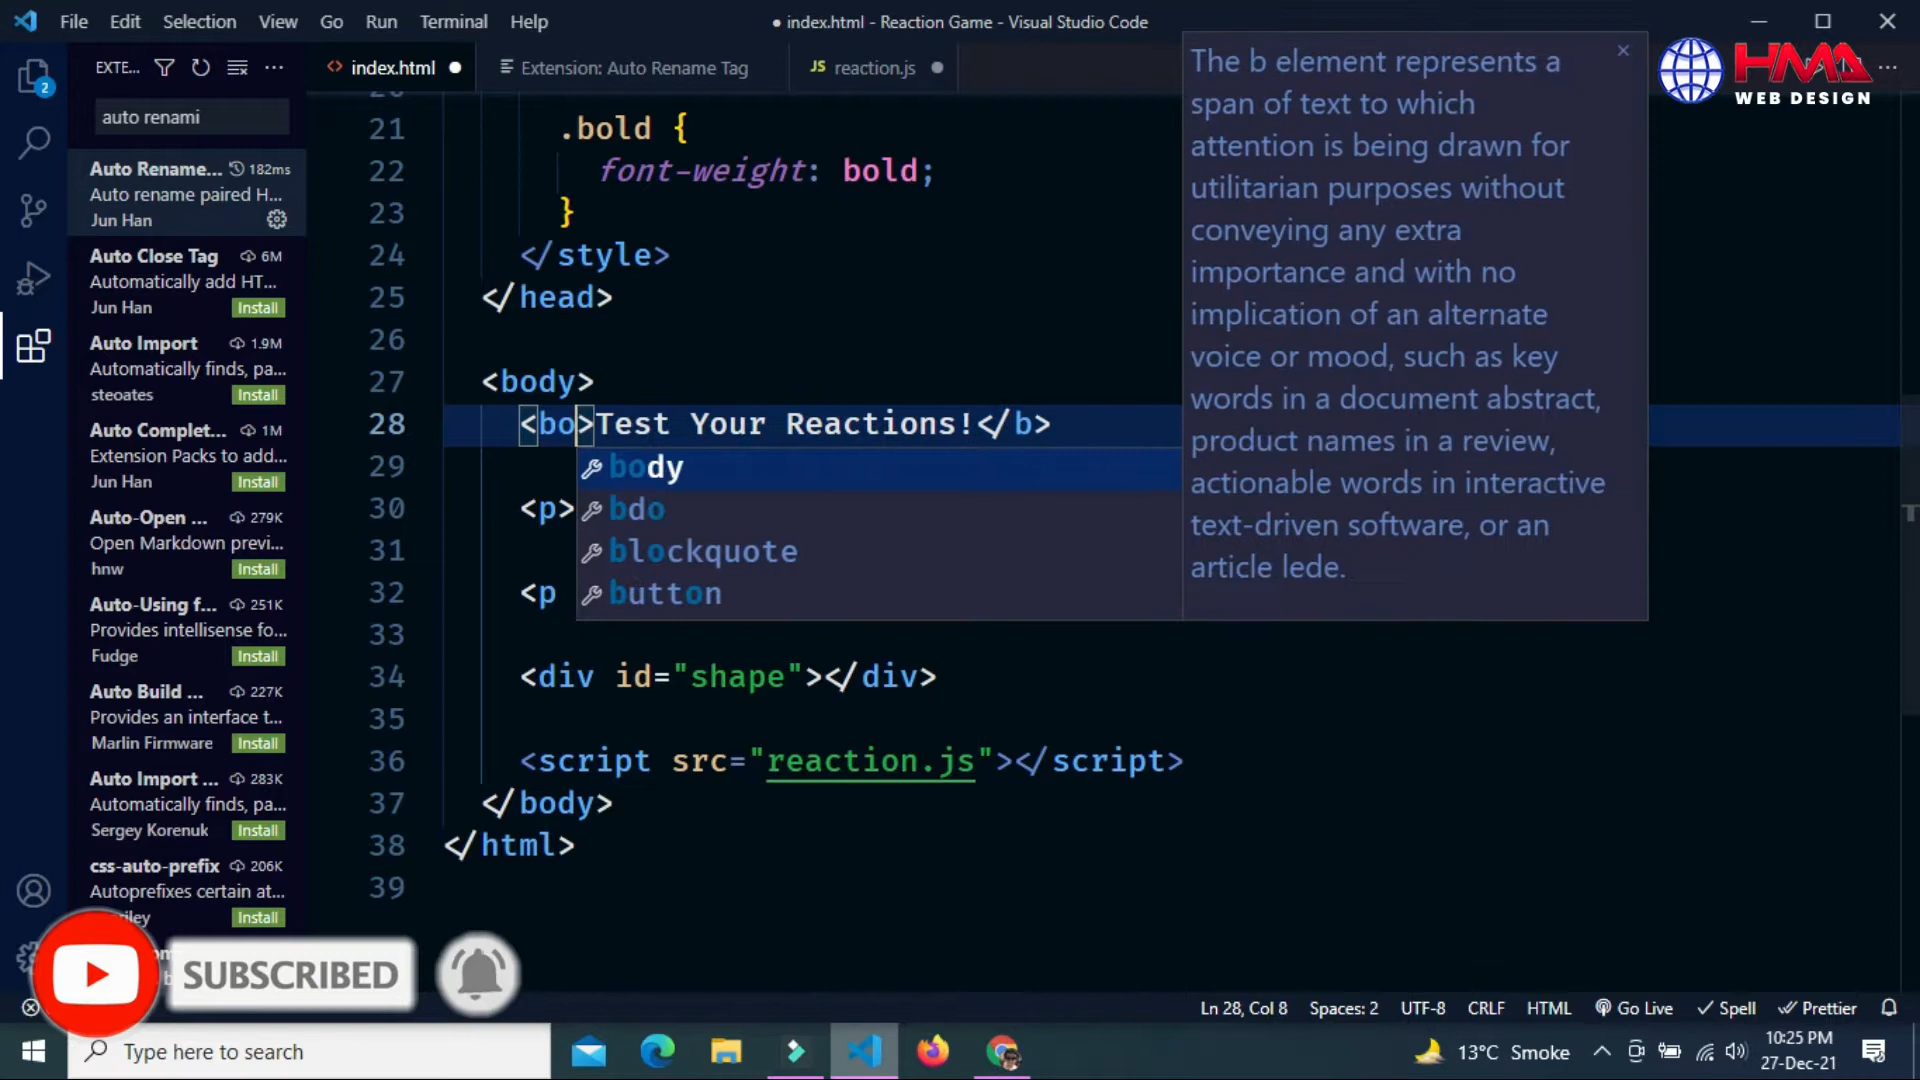 File Edit Selection View Go Run Terminal Help
● index.html - Reaction Game - Visual Studio Code
EXTE...
index.html
Extension: Auto Rename Tag
JS reaction.js
HMA
WEB DESIGN
2
auto renami
Auto Rename... 182ms
Auto rename paired H...
Jun Han
Auto Close Tag 6M
Automatically add HT...
Jun Han Install
Auto Import 1.9M
Automatically finds, pa...
steoates Install
Auto Complet... 1M
Extension Packs to add...
Jun Han Install
Auto-Open ... 279K
Open Markdown previ...
hnw Install
Auto-Using f... 251K
Provides intellisense fo...
Fudge Install
Auto Build ... 227K
Provides an interface t...
Marlin Firmware Install
Auto Import ... 283K
Automatically finds, pa...
Sergey Korenuk Install
css-auto-prefix 206K
Autoprefixes certain at...
Install
21 .bold {
22 font-weight: bold;
23 }
24 </style>
25 </head>
26
27 <body>
28 <bo>Test Your Reactions!</b>
29
30 <p>
31
32 <p
33
34 <div id="shape"></div>
35
36 <script src="reaction.js"></script>
37 </body>
38 </html>
39
body
bdo
blockquote
button
The b element represents a
span of text to which
attention is being drawn for
utilitarian purposes without
conveying any extra
importance and with no
implication of an alternate
voice or mood, such as key
words in a document abstract,
product names in a review,
actionable words in interactive
text-driven software, or an
article lede.
SUBSCRIBED
Ln 28, Col 8 Spaces: 2 UTF-8 CRLF HTML Go Live Spell Prettier
Type here to search
13°C Smoke
10:25 PM
27-Dec-21